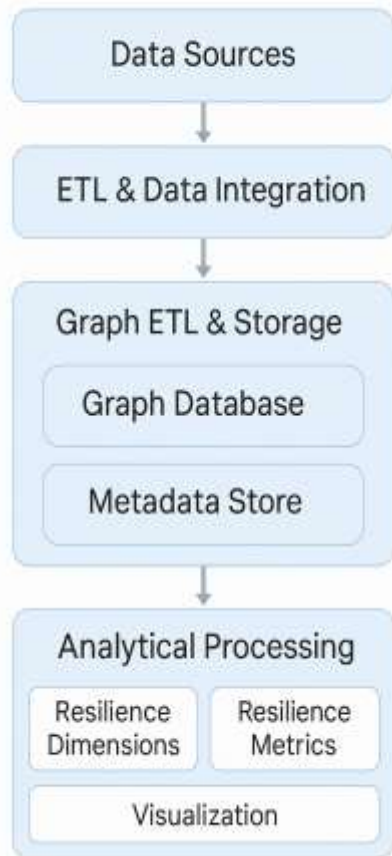 Data Sources
ETL & Data Integration
Graph ETL & Storage
Graph Database
Metadata Store
Analytical Processing
Resilience
Dimensions
Resilience
Metrics
Visualization